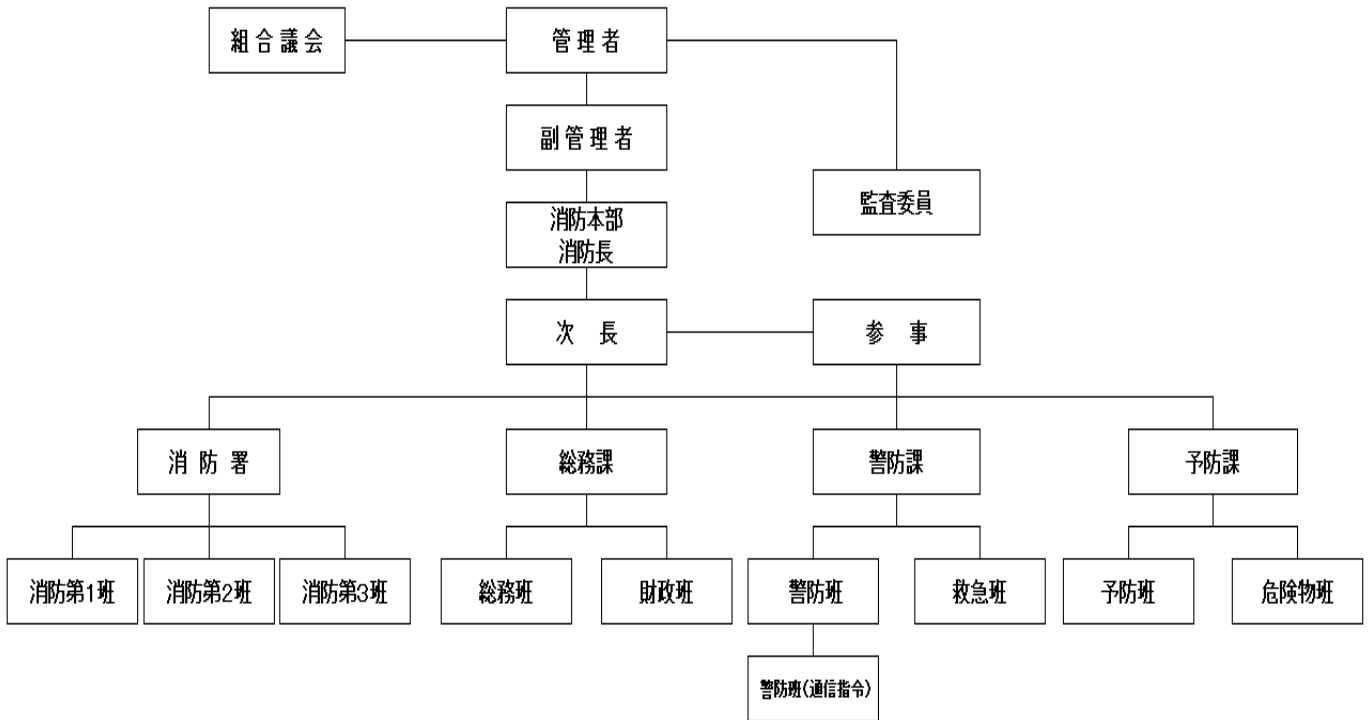 組合議会
管理者
副管理者
監査委員
消防本部
消防長
次 長
参 事
消防署
総務課
警防課
予防課
消防第1班
消防第2班
消防第3班
総務班
財政班
警防班
救急班
予防班
危険物班
警防班(通信指令)